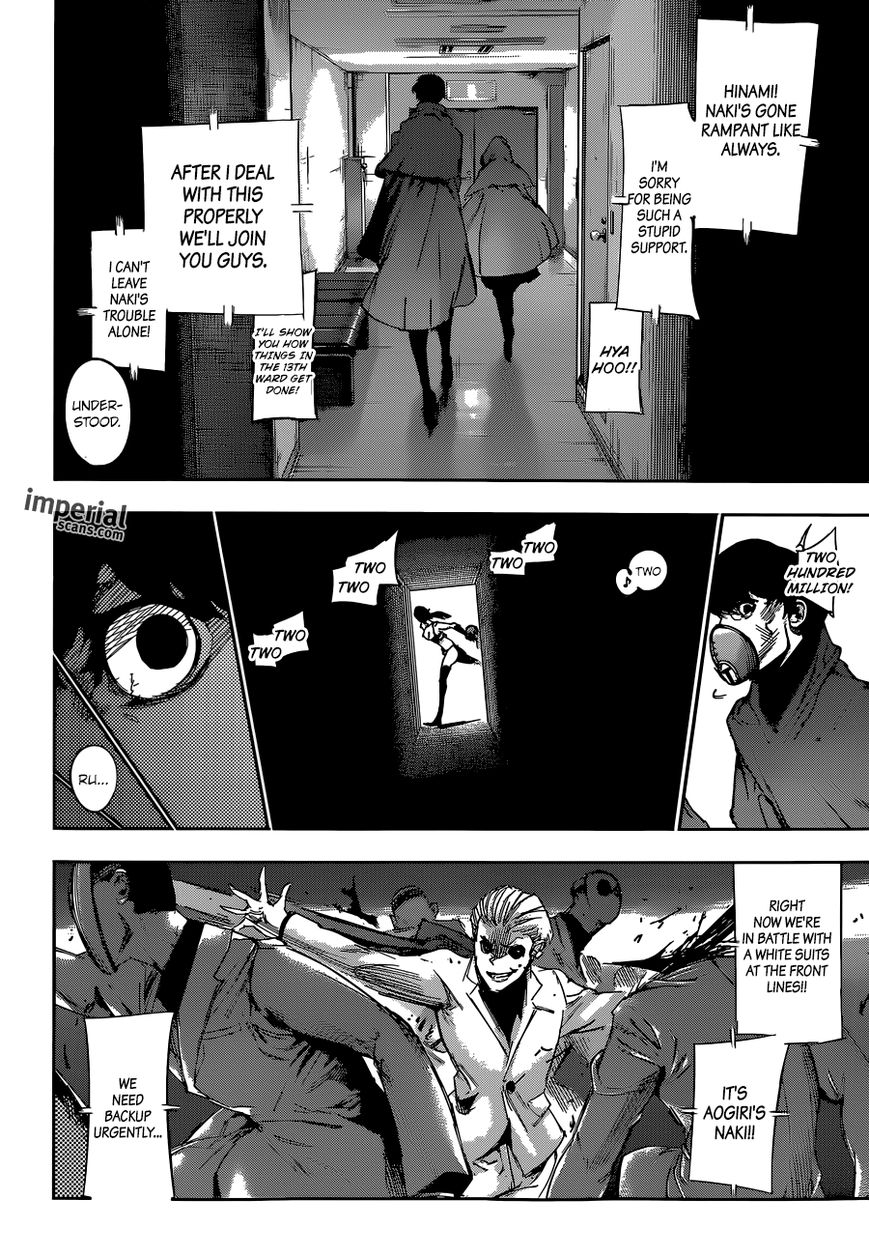 HINAMI!
NAKI'S GONE
RAMPANT LIKE
ALWAYS.
I'M
SORRY
FOR BEING
SUCH A
STUPID
SUPPORT.
HYA
HOO!!
AFTER I DEAL
WITH THIS
PROPERLY
WE'LL JOIN
YOU GUYS.
I'LL SHOW
YOU HOW
THINGS IN
THE 13TH
WARD GET
DONE!
I CAN'T
LEAVE
NAKI'S
TROUBLE
ALONE!
UNDER-
STOOD.
imperial
scans.com
TWO
HUNDRED
MILLION!
♪ TWO
TWO
TWO
TWO
TWO
TWO
TWO
RU...
RIGHT
NOW WE'RE
IN BATTLE WITH
A WHITE SUITS
AT THE FRONT
LINES!!
IT'S
AOGIRI'S
NAKI!!
WE
NEED
BACKUP
URGENTLY...